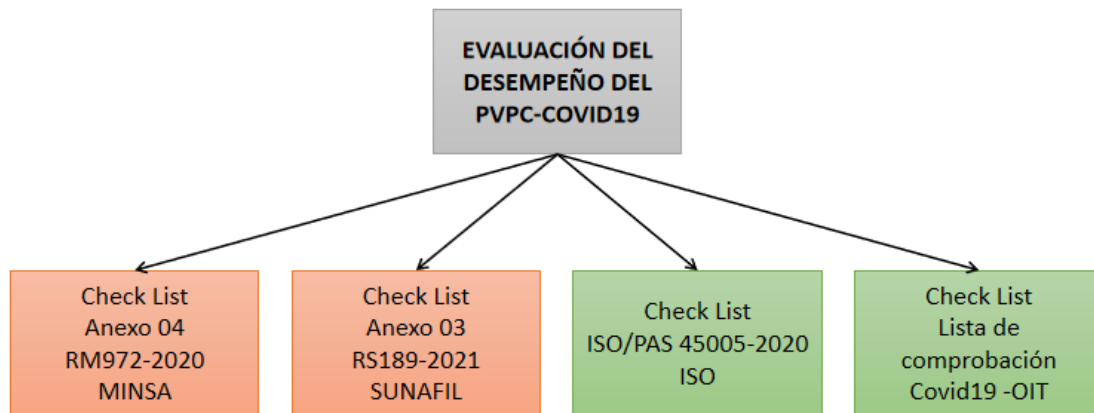 EVALUACIÓN DEL
DESEMPEÑO DEL
PVPC-COVID19
Check List
Anexo 04
RM972-2020
MINSA
Check List
Anexo 03
RS189-2021
SUNAFIL
Check List
ISO/PAS 45005-2020
ISO
Check List
Lista de
comprobación
Covid19 -OIT